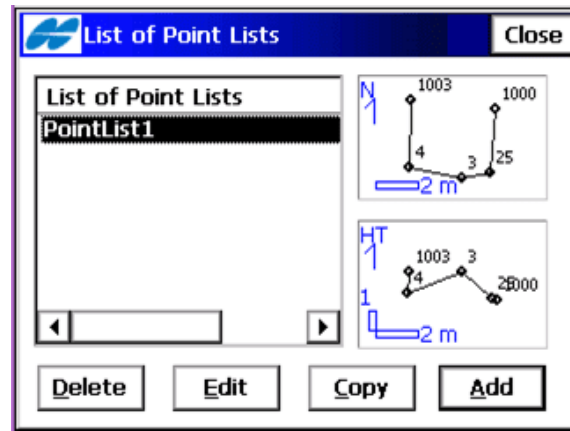 List of Point Lists
Close
List of Point Lists
PointList1
N
1003
1000
4
3
25
2 m
HT
1003
3
4
1000
1
2 m
Delete
Edit
Copy
Add